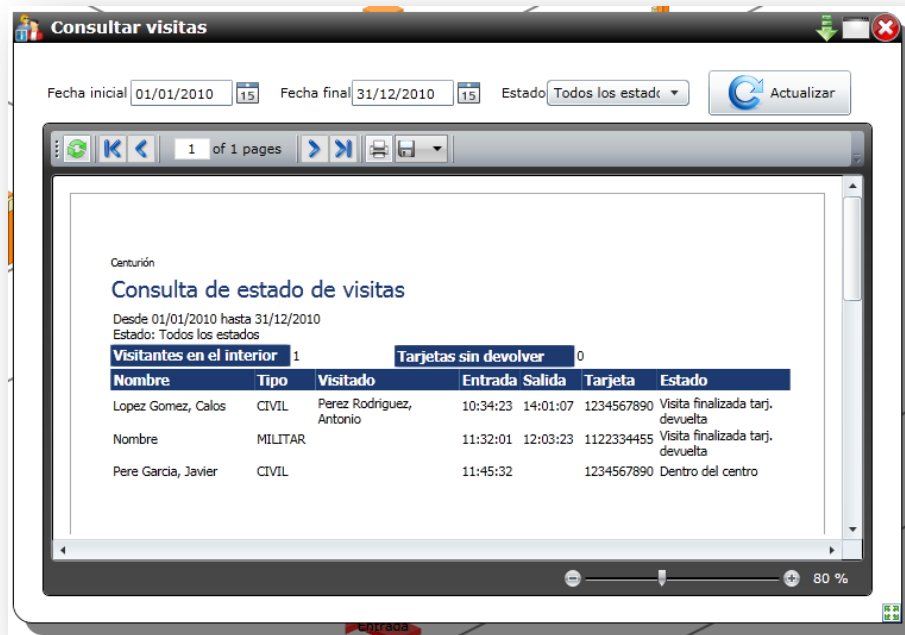 Consultar visitas
Fecha inicial 01/01/2010 15 Fecha final 31/12/2010 15 Estado Todos los estad Actualizar
1 of 1 pages
Centurión
Consulta de estado de visitas
Desde 01/01/2010 hasta 31/12/2010
Estado: Todos los estados
Visitantes en el interior 1 Tarjetas sin devolver 0
Nombre Tipo Visitado Entrada Salida Tarjeta Estado
Lopez Gomez, Calos CIVIL Perez Rodriguez, 10:34:23 14:01:07 1234567890 Visita finalizada tarj.
Antonio devuelta
Nombre MILITAR 11:32:01 12:03:23 1122334455 Visita finalizada tarj.
devuelta
Pere Garcia, Javier CIVIL 11:45:32 1234567890 Dentro del centro
80 %
Entrada